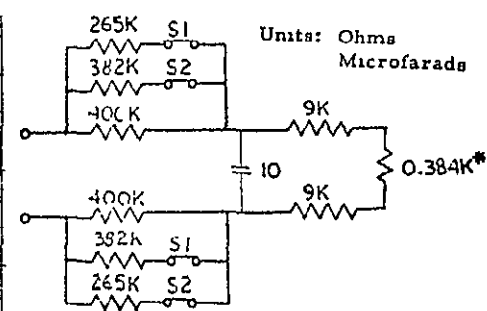 265K S1
Units: Ohms
Microfarads
382K S2
400K
9K
10
0.384K*
400K
9K
382K S1
265K S2